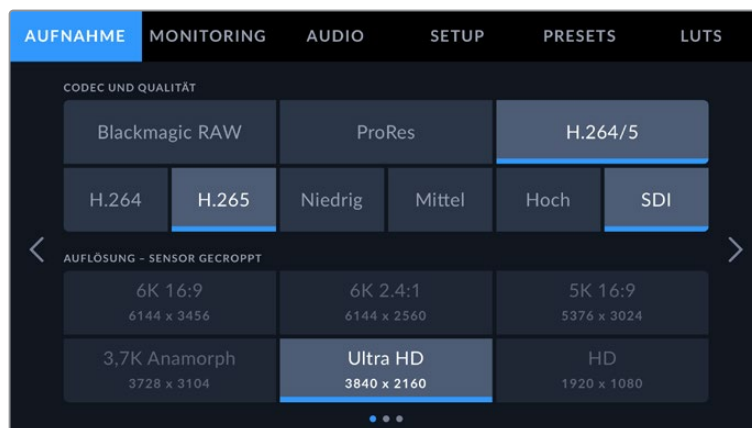 AUFNAHME MONITORING AUDIO SETUP PRESETS LUTS
CODEC UND QUALITÄT
Blackmagic RAW ProRes H.264/5
H.264 H.265 Niedrig Mittel Hoch SDI
AUFLÖSUNG – SENSOR GECROPPT
6K 16:9 6K 2.4:1 5K 16:9
6144 x 3456 6144 x 2560 5376 x 3024
3,7K Anamorph Ultra HD HD
3728 x 3104 3840 x 2160 1920 x 1080